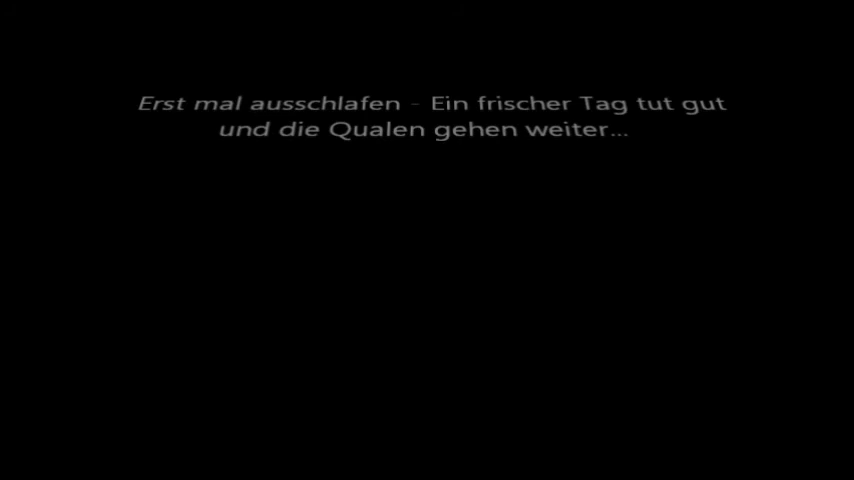 Erst mal ausschlafen - Ein frischer Tag tut gut
und die Qualen gehen weiter...